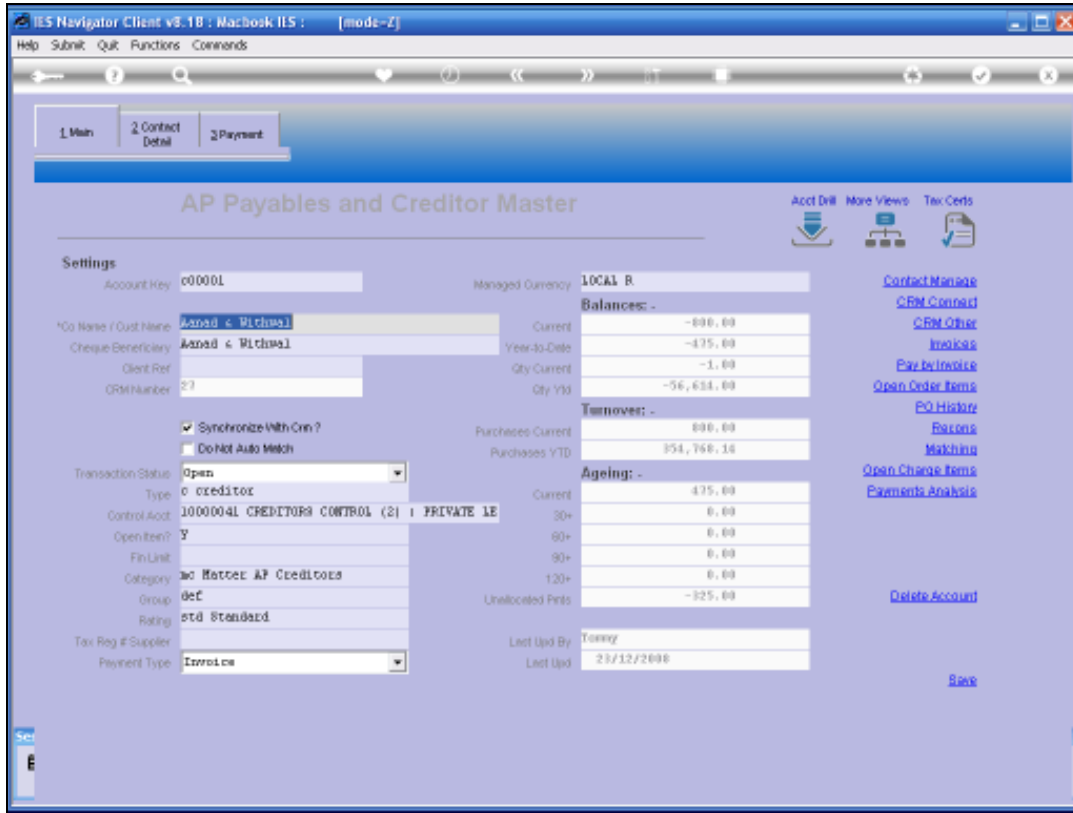 IES Navigator Client v8.18 : Macbook IES : [mode-Z]
Help Submit Quit Functions Commands
1 Main
2 Contact Detail
3 Payment
AP Payables and Creditor Master
Acct Drill More Views Tax Certs
Settings
Account Key c00001 Managed Currency LOCAL R
Balances: -
*Co Name / Cust Name Aanad & Withwal Current -800.00
Cheque Beneficiary Aanad & Withwal Year-to-Date -475.00
Client Ref Qty Current -1.00
CRM Number 27 Qty Ytd -56,614.00
Turnover: -
Synchronize With Crm ? Purchases Current 800.00
Do Not Auto Match Purchases YTD 354,768.14
Transaction Status Open Ageing: -
Type c creditor Current 475.00
Control Acct 10000041 CREDITORS CONTROL (2) : PRIVATE LE 30+ 0.00
Open Item? Y 60+ 0.00
Fin Limit 90+ 0.00
Category mc Matter AP Creditors 120+ 0.00
Group def Unallocated Pmts -325.00
Rating std Standard
Tax Reg # Supplier Last Upd By Tommy
Payment Type Invoice Last Upd 23/12/2008
Contact Manage
CRM Connect
CRM Other
Invoices
Pay by Invoice
Open Order Items
PO History
Recons
Matching
Open Charge Items
Payments Analysis
Delete Account
Save